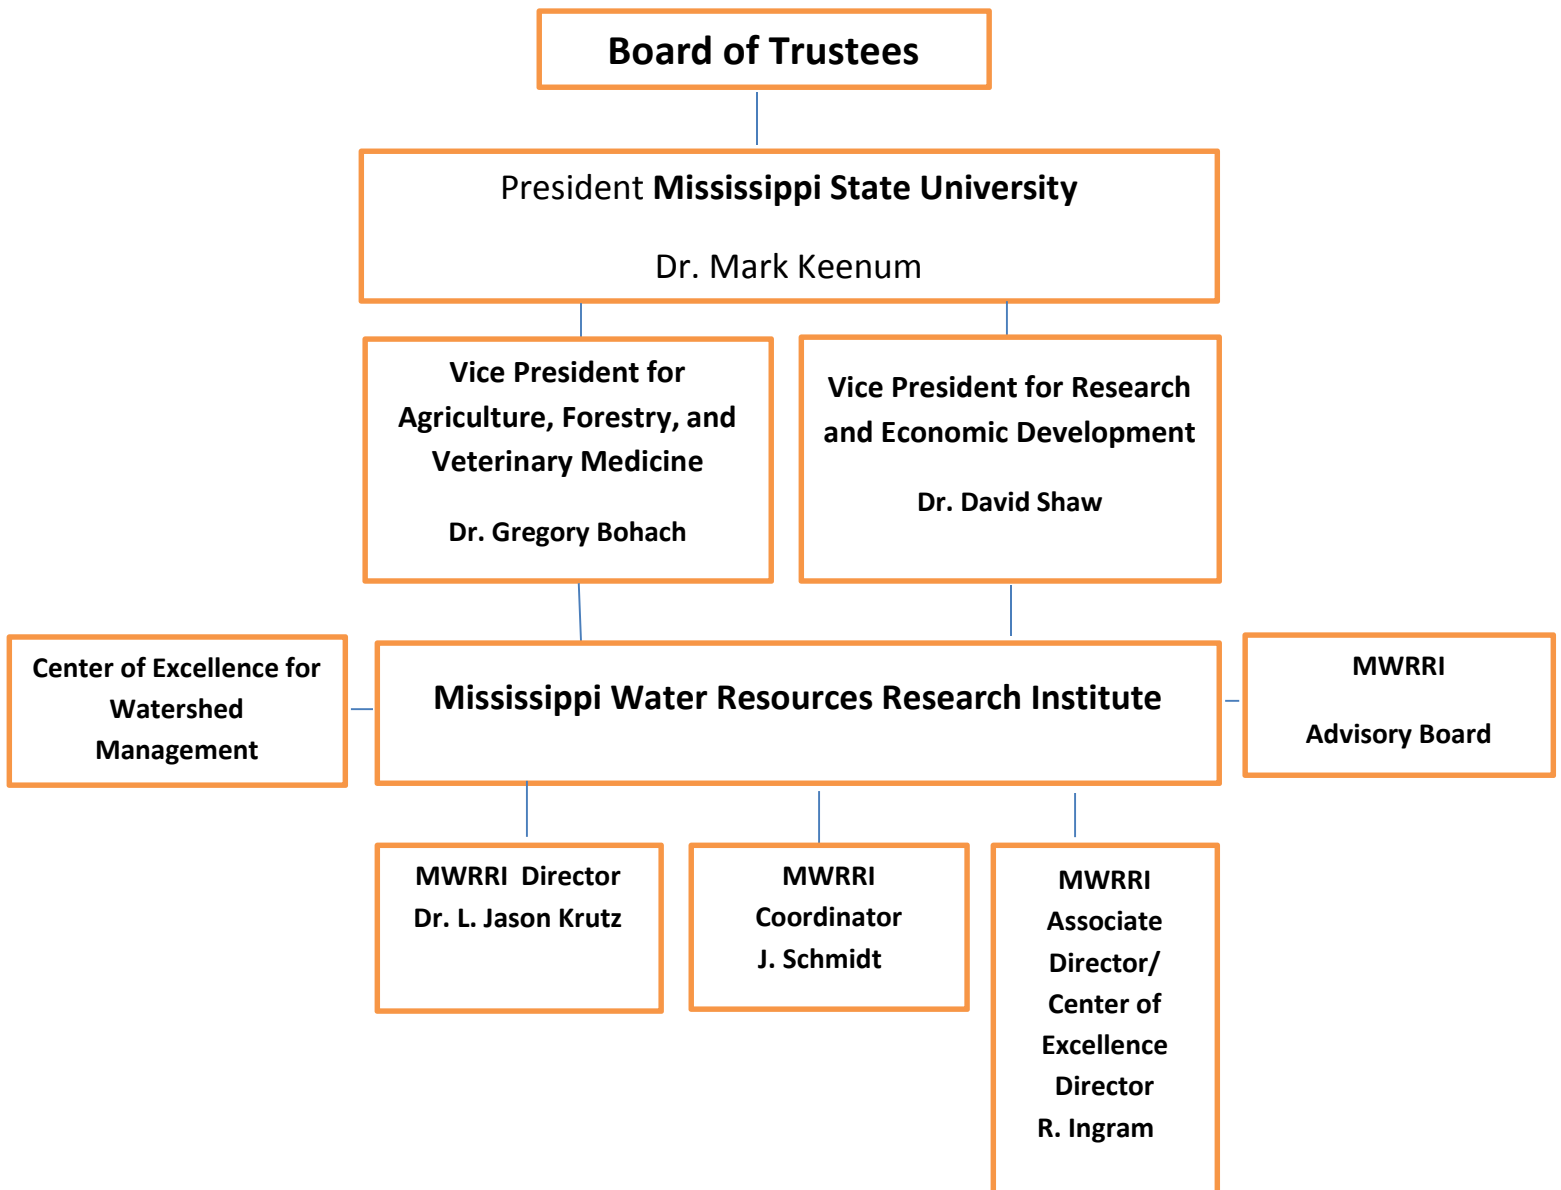 Board of Trustees
President Mississippi State University
Dr. Mark Keenum
Vice President for
Agriculture, Forestry, and
Veterinary Medicine
Dr. Gregory Bohach
Vice President for Research
and Economic Development
Dr. David Shaw
Center of Excellence for
Watershed
Management
Mississippi Water Resources Research Institute
MWRRI
Advisory Board
MWRRI Director
Dr. L. Jason Krutz
MWRRI
Coordinator
J. Schmidt
MWRRI
Associate
Director/
Center of
Excellence
Director
R. Ingram